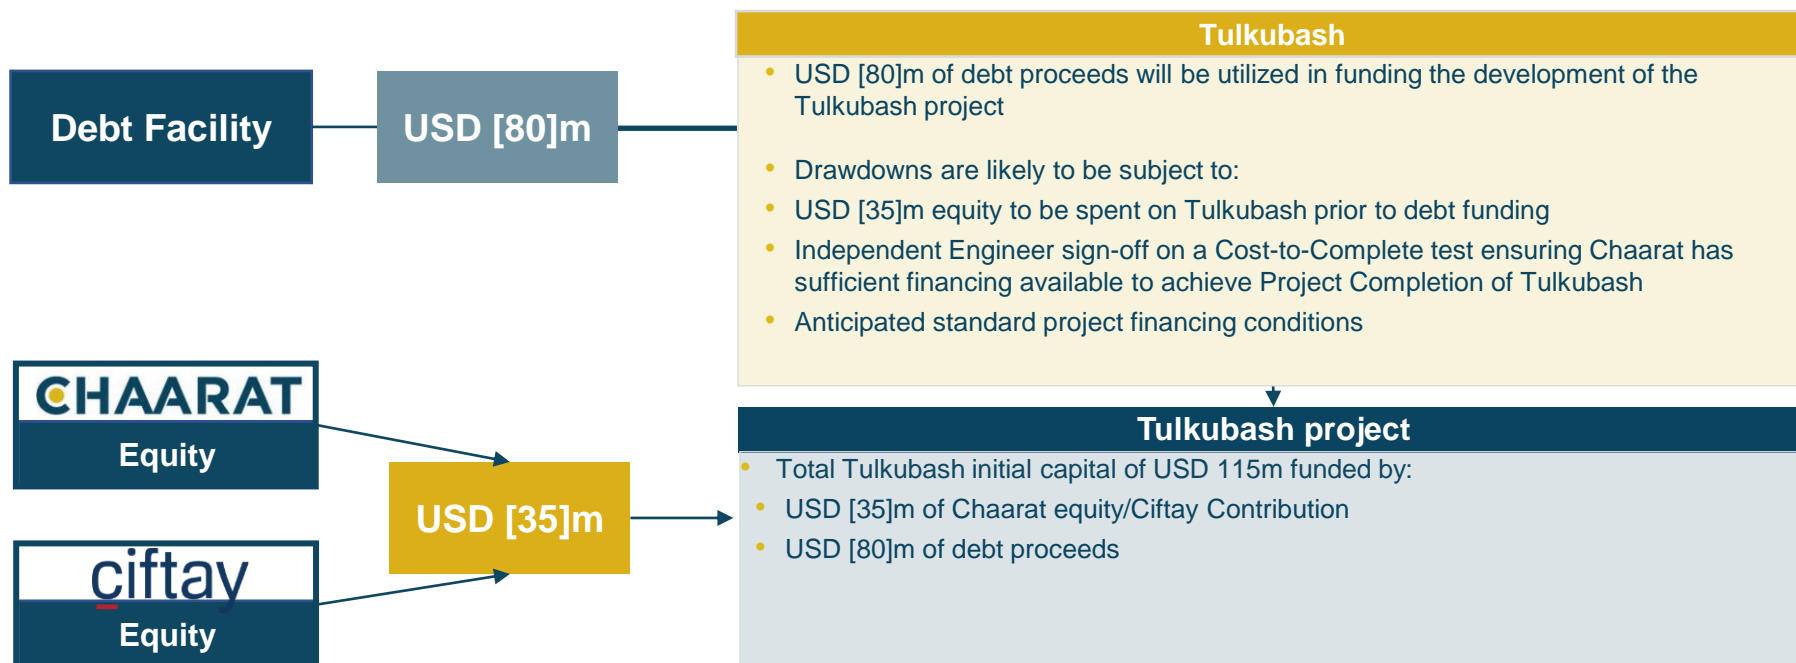 Debt Facility
USD [80]m
Tulkubash
• USD [80]m of debt proceeds will be utilized in funding the development of the
Tulkubash project
• Drawdowns are likely to be subject to:
• USD [35]m equity to be spent on Tulkubash prior to debt funding
• Independent Engineer sign-off on a Cost-to-Complete test ensuring Chaarat has
sufficient financing available to achieve Project Completion of Tulkubash
• Anticipated standard project financing conditions
CHAARAT
Equity
çiftay
Equity
USD [35]m
Tulkubash project
• Total Tulkubash initial capital of USD 115m funded by:
• USD [35]m of Chaarat equity/Ciftay Contribution
• USD [80]m of debt proceeds